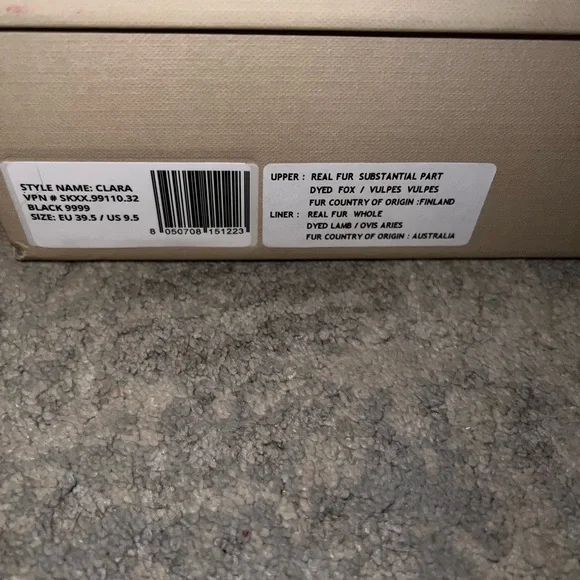 STYLE NAME: CLARA
VPN # SKXX.99110.32
BLACK 9999
SIZE: EU 39.5 / US 9.5
8 050708 151223
UPPER : REAL FUR SUBSTANTIAL PART
DYED FOX / VULPES VULPES
FUR COUNTRY OF ORIGIN :FINLAND
LINER : REAL FUR WHOLE
DYED LAMB / OVIS ARIES
FUR COUNTRY OF ORIGIN : AUSTRALIA